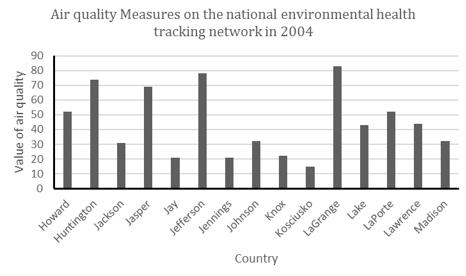 Air quality Measures on the national environmental health
tracking network in 2004
Value of air quality
90
80
70
60
50
40
30
20
10
0
Howard
Huntington
Jackson
Jasper
Jay
Jefferson
Jennings
Johnson
Knox
Kosciusko
LaGrange
Lake
LaPorte
Lawrence
Madison
Country